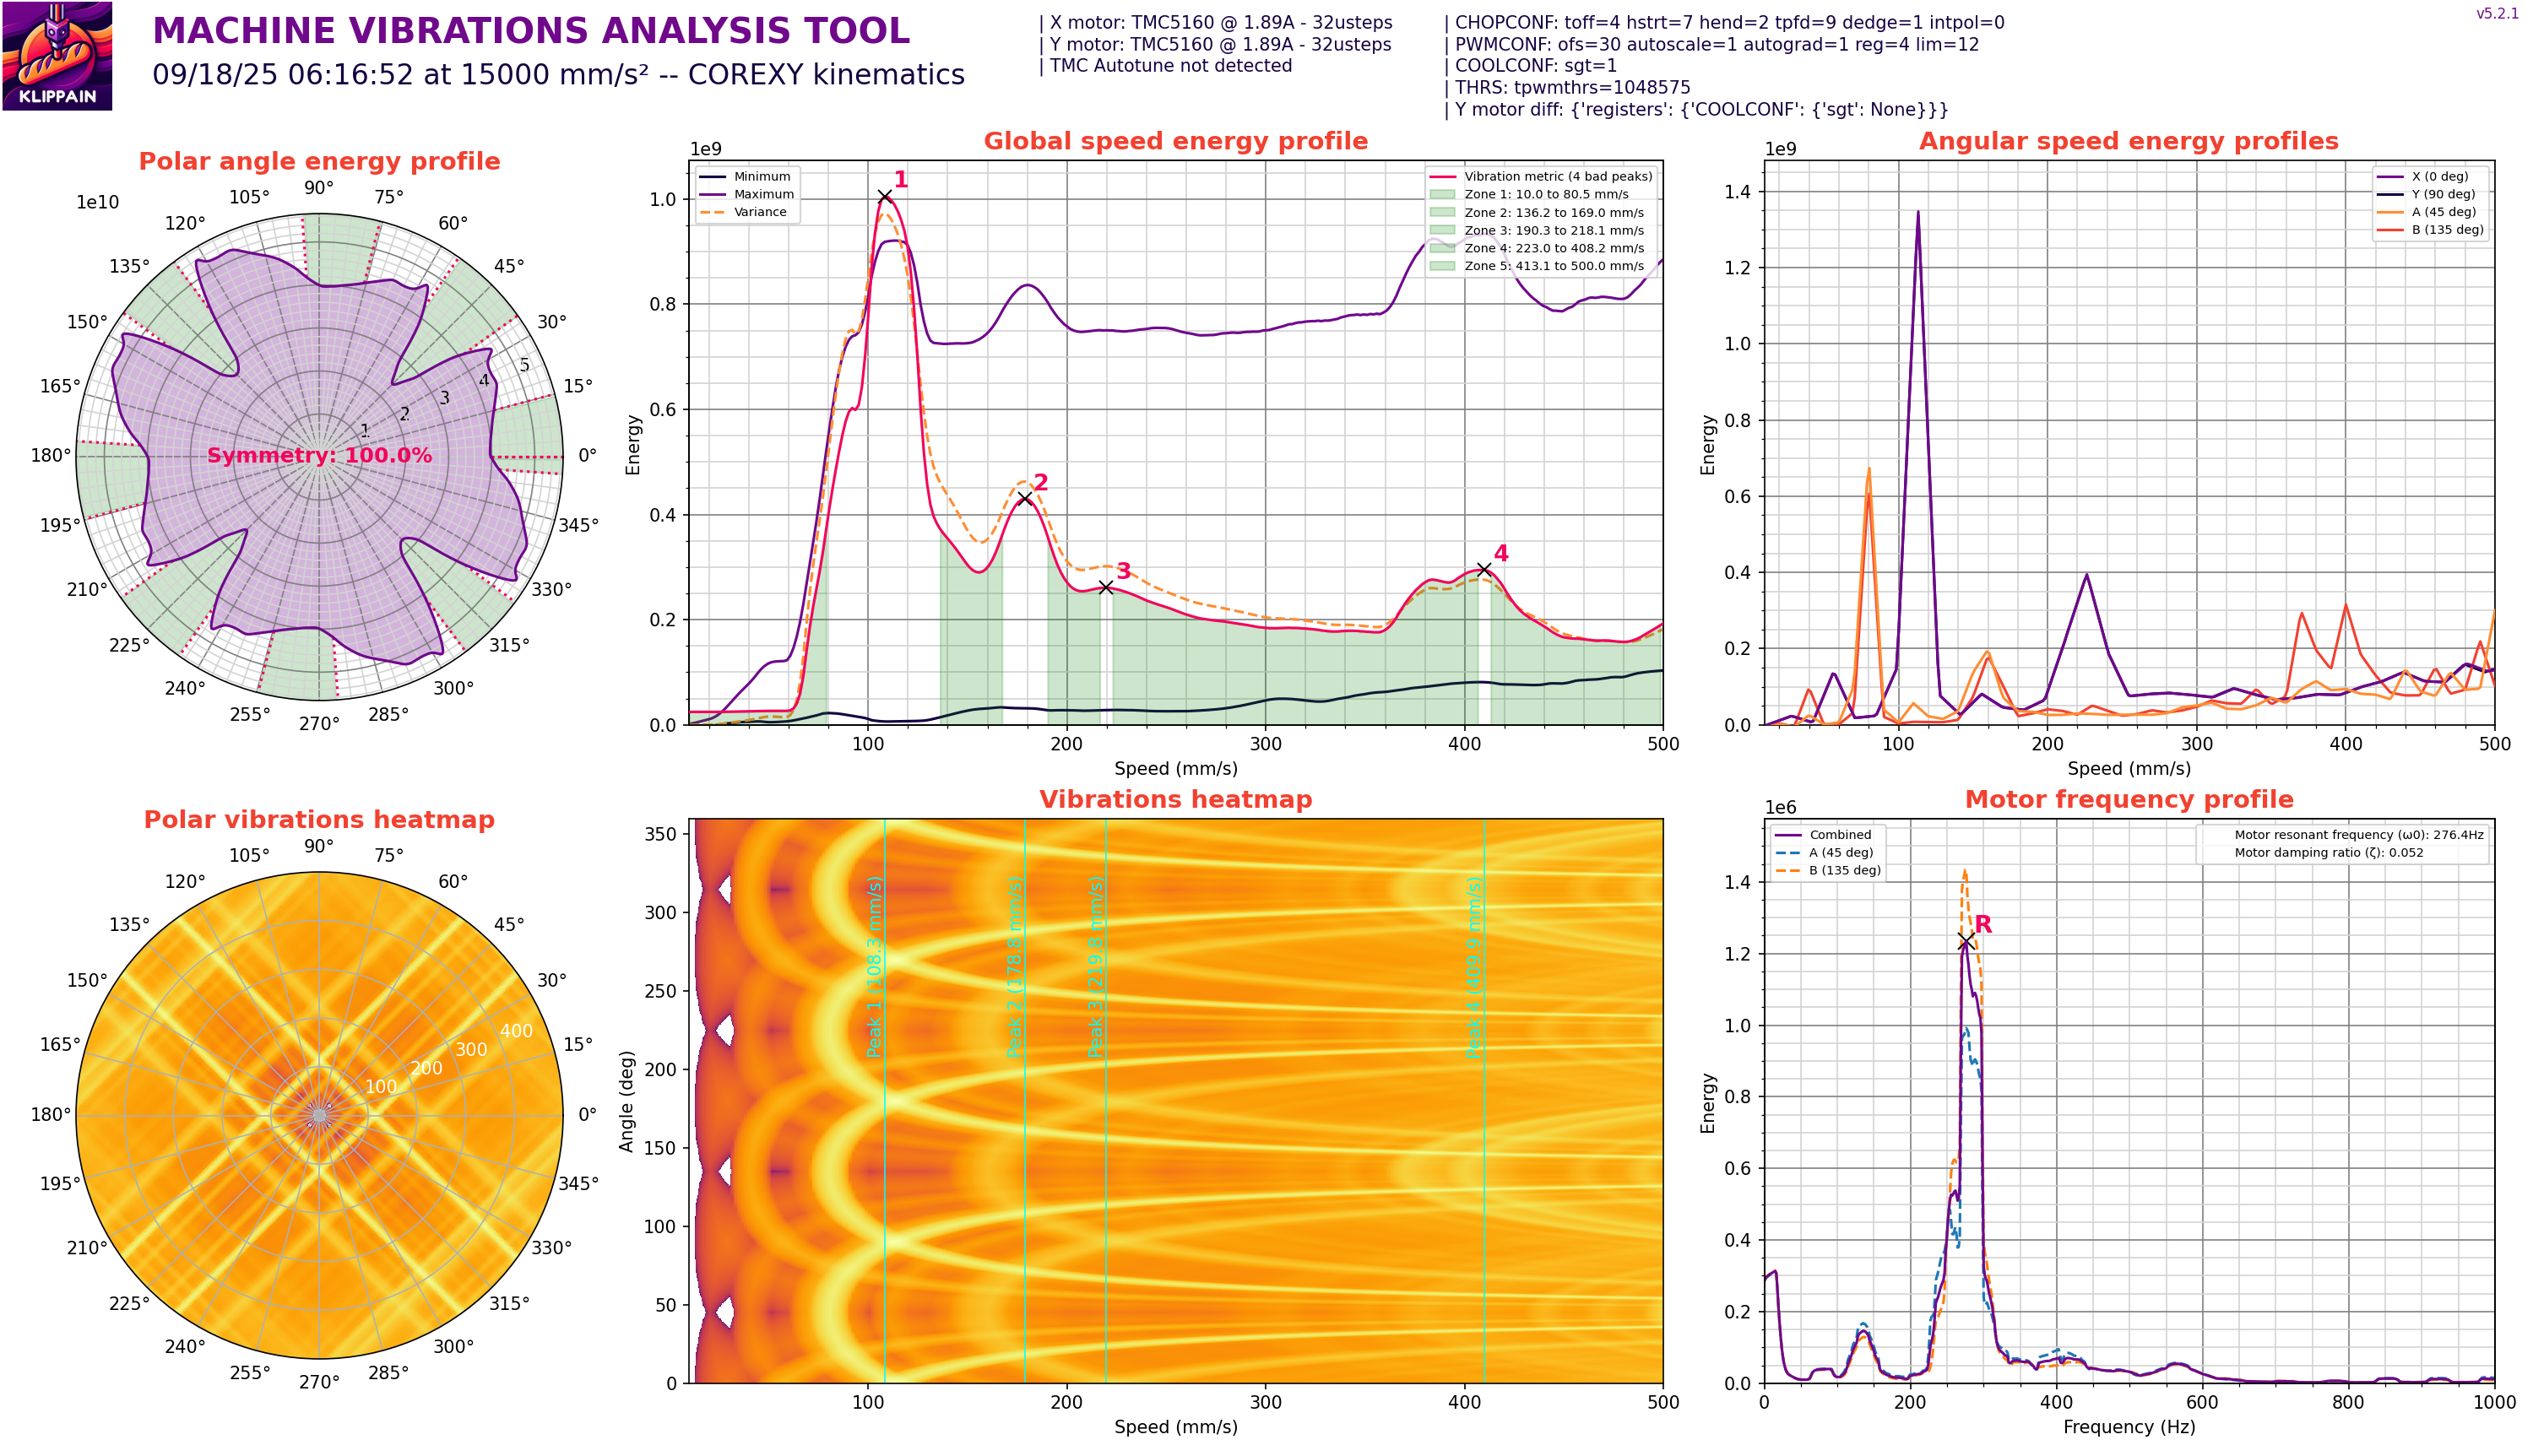 KLIPPAIN
MACHINE VIBRATIONS ANALYSIS TOOL
09/18/25 06:16:52 at 15000 mm/s² -- COREXY kinematics
| X motor: TMC5160 @ 1.89A - 32usteps
| Y motor: TMC5160 @ 1.89A - 32usteps
| TMC Autotune not detected
| CHOPCONF: toff=4 hstrt=7 hend=2 tpfd=9 dedge=1 intpol=0
| PWMCONF: ofs=30 autoscale=1 autograd=1 reg=4 lim=12
| COOLCONF: sgt=1
| THRS: tpwmthrs=1048575
| Y motor diff: {'registers': {'COOLCONF': {'sgt': None}}}
v5.2.1
Polar angle energy profile
1e10
0°
15°
30°
45°
60°
75°
90°
105°
120°
135°
150°
165°
180°
195°
210°
225°
240°
255°
270°
285°
300°
315°
330°
345°
1
2
3
4
5
Symmetry: 100.0%
Global speed energy profile
1e9
Minimum
Maximum
Variance
Vibration metric (4 bad peaks)
Zone 1: 10.0 to 80.5 mm/s
Zone 2: 136.2 to 169.0 mm/s
Zone 3: 190.3 to 218.1 mm/s
Zone 4: 223.0 to 408.2 mm/s
Zone 5: 413.1 to 500.0 mm/s
1
2
3
4
Energy
1.0
0.8
0.6
0.4
0.2
0.0
100
200
300
400
500
Speed (mm/s)
Angular speed energy profiles
1e9
X (0 deg)
Y (90 deg)
A (45 deg)
B (135 deg)
Energy
1.4
1.2
1.0
0.8
0.6
0.4
0.2
0.0
100
200
300
400
500
Speed (mm/s)
Polar vibrations heatmap
0°
15°
30°
45°
60°
75°
90°
105°
120°
135°
150°
165°
180°
195°
210°
225°
240°
255°
270°
285°
300°
315°
330°
345°
100
200
300
400
Vibrations heatmap
Angle (deg)
350
300
250
200
150
100
50
0
Peak 1 (108.3 mm/s)
Peak 2 (178.8 mm/s)
Peak 3 (219.8 mm/s)
Peak 4 (409.9 mm/s)
100
200
300
400
500
Speed (mm/s)
Motor frequency profile
1e6
Combined
A (45 deg)
B (135 deg)
Motor resonant frequency (ω0): 276.4Hz
Motor damping ratio (ζ): 0.052
R
Energy
1.4
1.2
1.0
0.8
0.6
0.4
0.2
0.0
0
200
400
600
800
1000
Frequency (Hz)